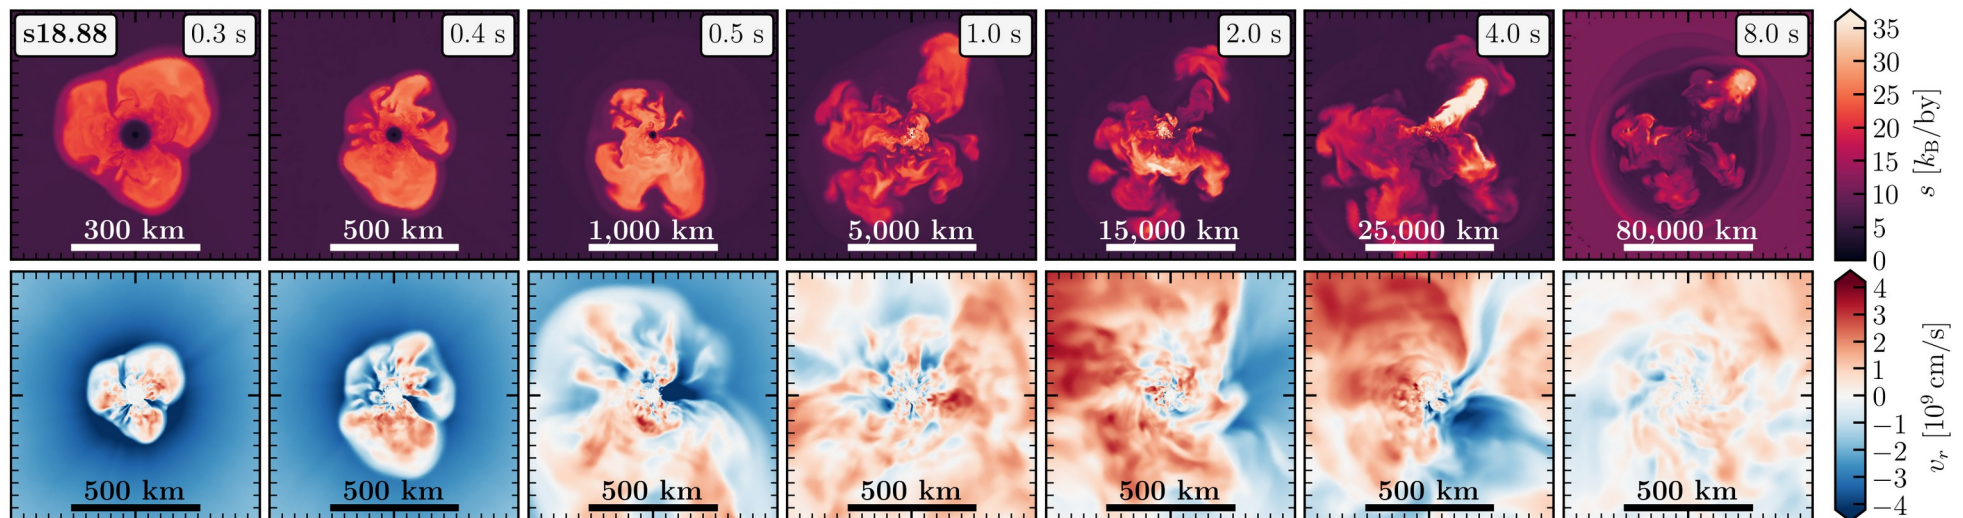 s18.88
0.3 s
0.4 s
0.5 s
1.0 s
2.0 s
4.0 s
8.0 s
300 km
500 km
1,000 km
5,000 km
15,000 km
25,000 km
80,000 km
35
30
25
20
15
10
5
0
s [k_B/by]
500 km
500 km
500 km
500 km
500 km
500 km
500 km
4
3
2
1
0
−1
−2
−3
−4
v_r [10⁹ cm/s]